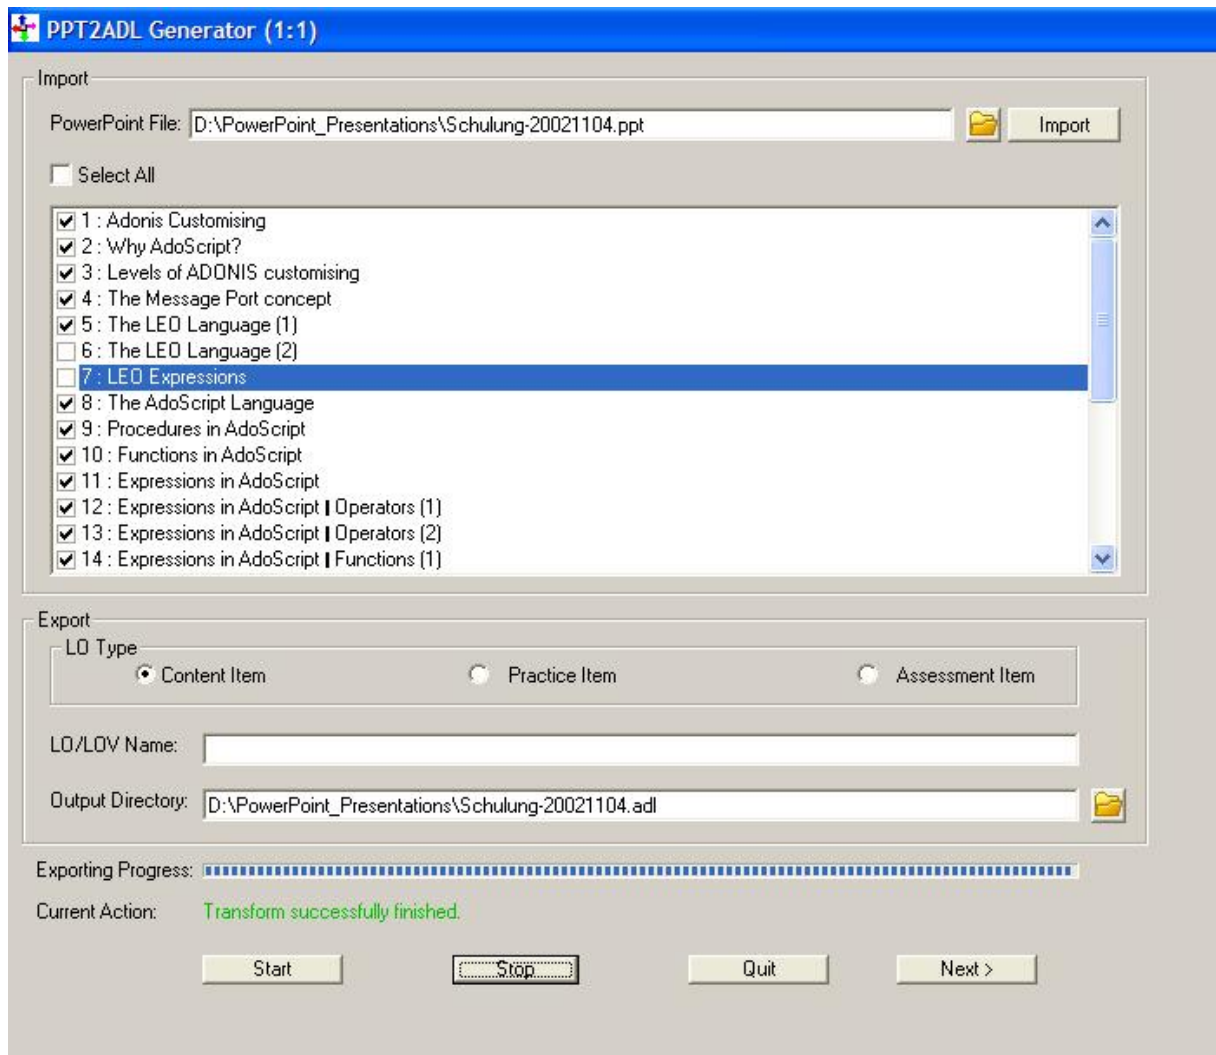 PPT2ADL Generator (1:1)
Import
PowerPoint File: D:\PowerPoint_Presentations\Schulung-20021104.ppt Import
Select All
1 : Adonis Customising
2 : Why AdoScript?
3 : Levels of ADONIS customising
4 : The Message Port concept
5 : The LEO Language (1)
6 : The LEO Language (2)
7 : LEO Expressions
8 : The AdoScript Language
9 : Procedures in AdoScript
10 : Functions in AdoScript
11 : Expressions in AdoScript
12 : Expressions in AdoScript | Operators (1)
13 : Expressions in AdoScript | Operators (2)
14 : Expressions in AdoScript | Functions (1)
Export
LO Type
Content Item Practice Item Assessment Item
LO/LOV Name:
Output Directory: D:\PowerPoint_Presentations\Schulung-20021104.adl
Exporting Progress:
Current Action: Transform successfully finished.
Start Stop Quit Next >